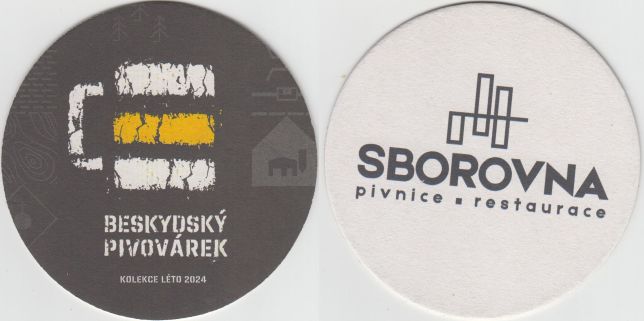 BESKYDSKÝ
PIVOVÁREK
KOLEKCE LÉTO 2024
SBOROVNA
pivnice ▪ restaurace